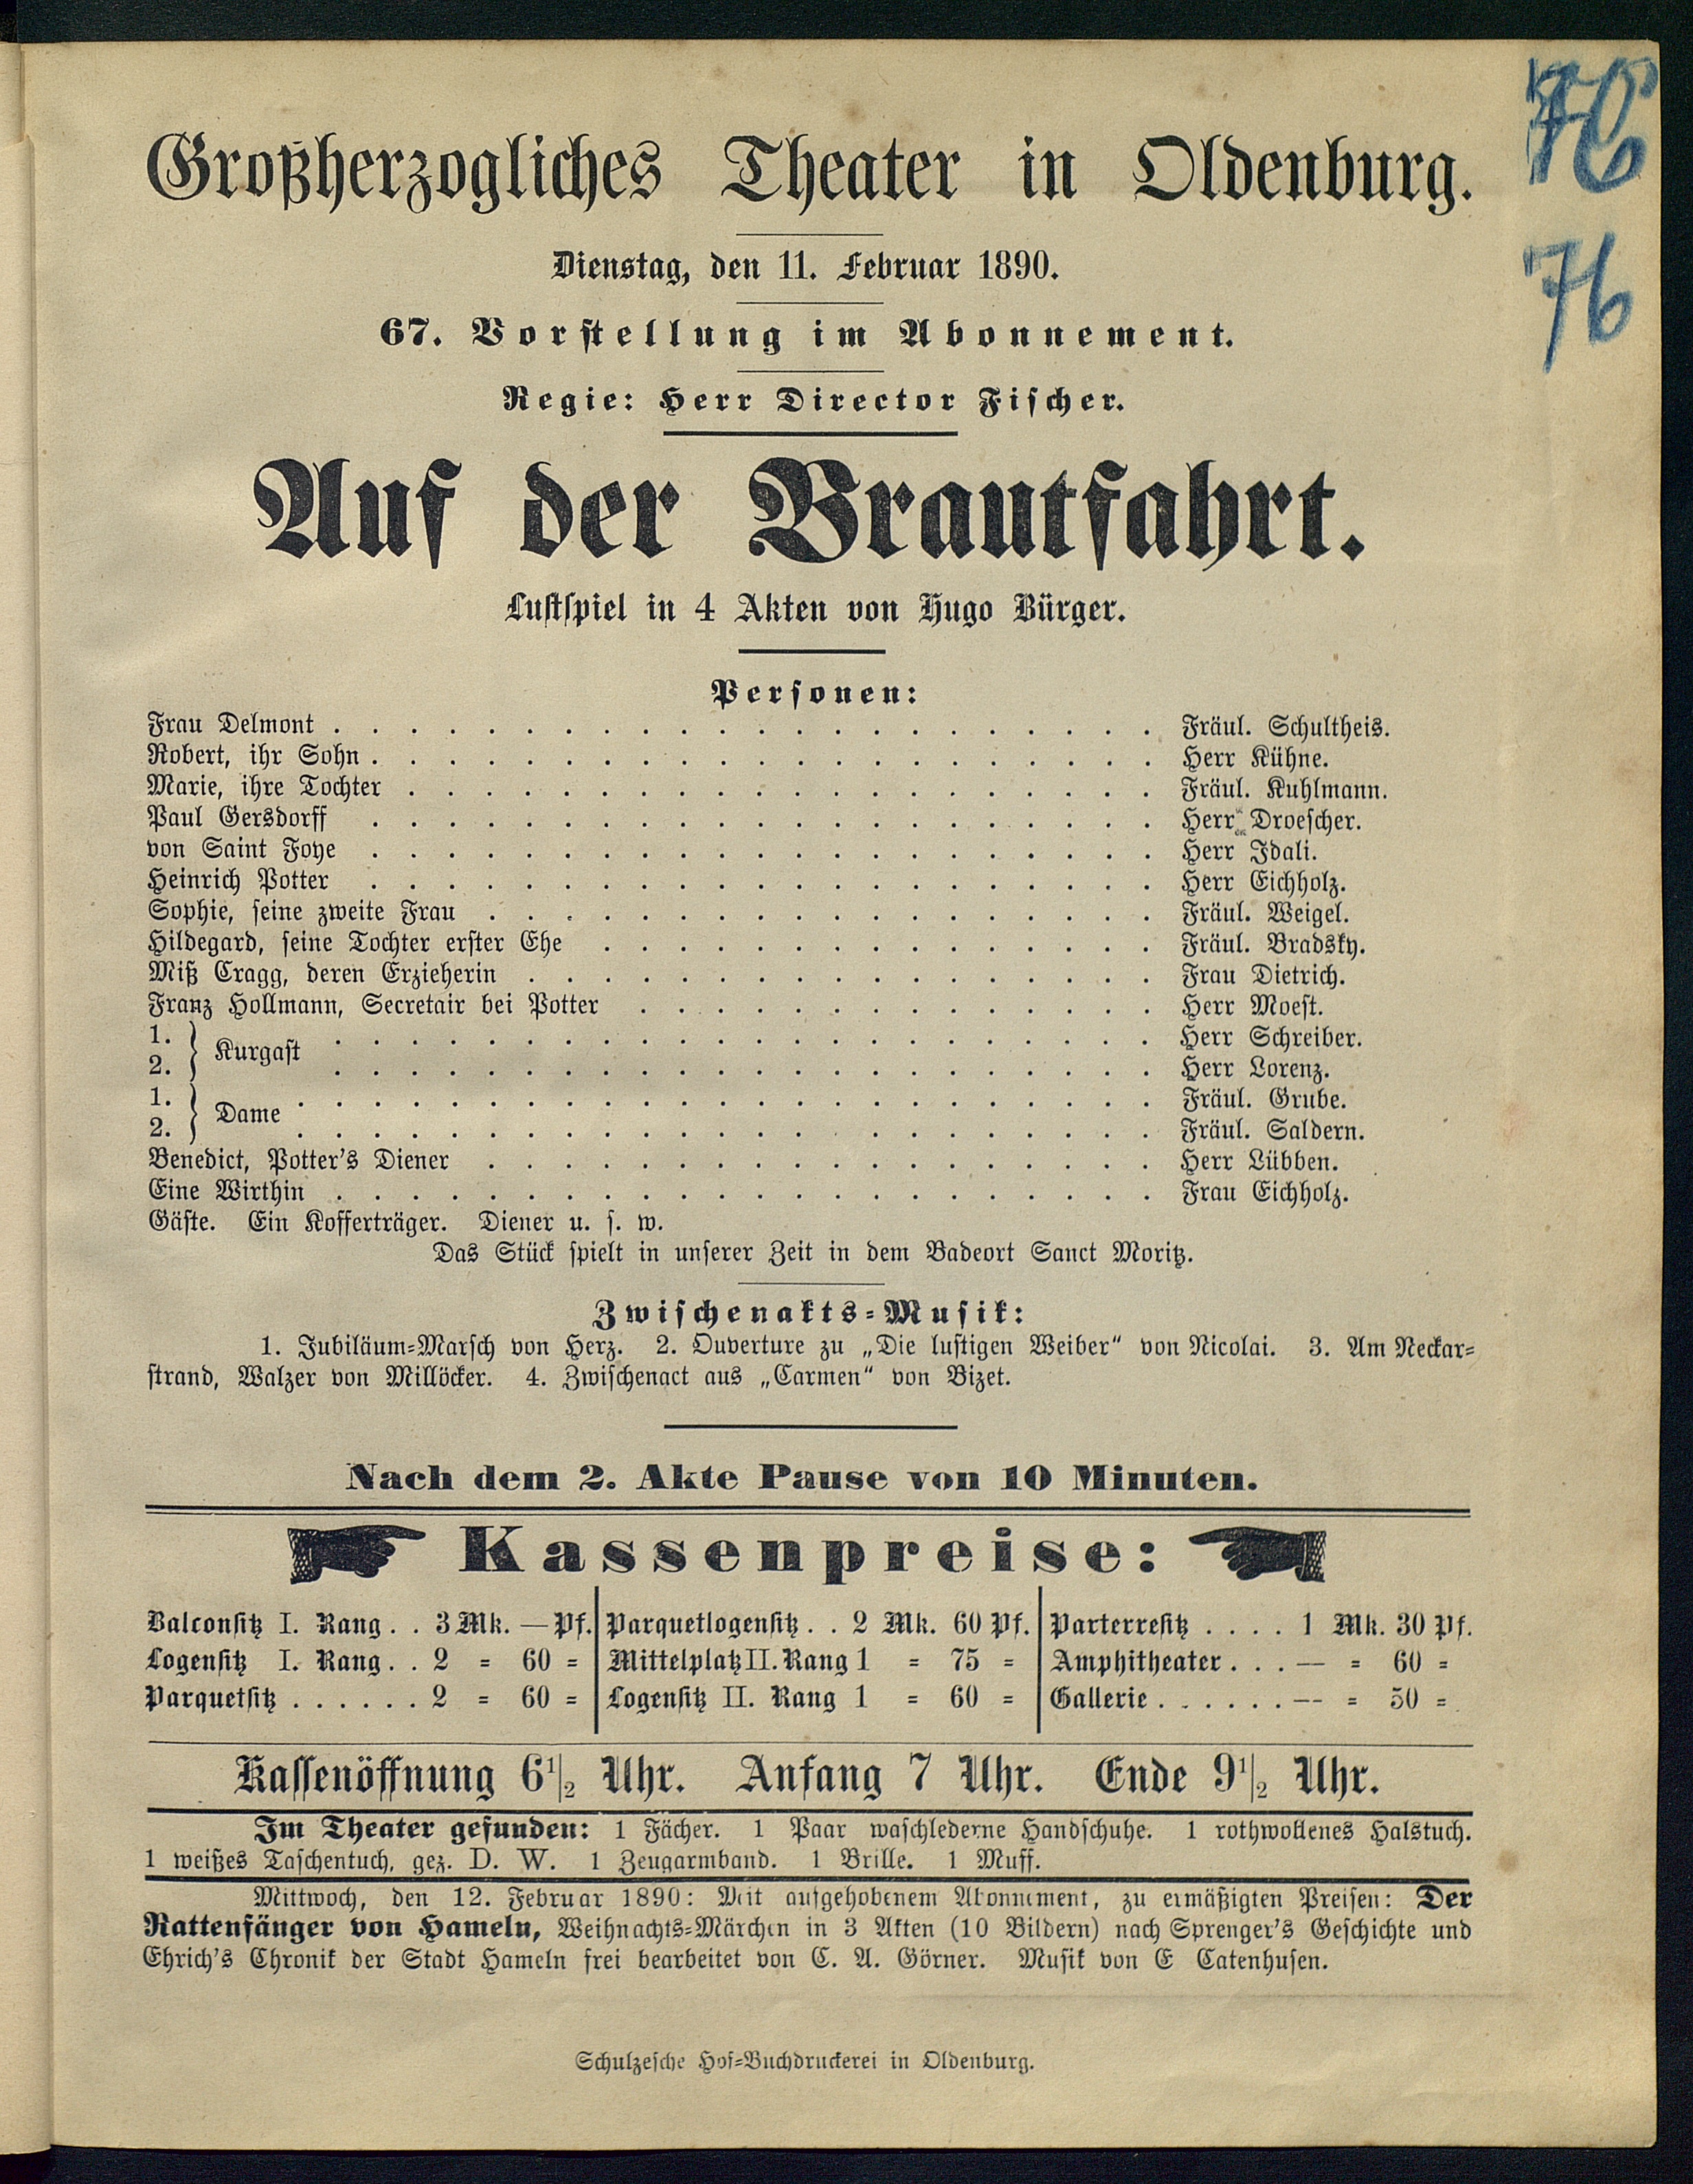 Großherzogliches Theater in Oldenburg.
76
Dienstag, den 11. Februar 1890.
67. Vorstellung im Abonnement.
Regie: Herr Director Fischer.
Auf der Brautfahrt.
Lustspiel in 4 Akten von Hugo Bürger.
Personen:
Frau Delmont . . . . . Fräul. Schultheis.
Robert, ihr Sohn . . . . . Herr Kühne.
Marie, ihre Tochter . . . . . Fräul. Kuhlmann.
Paul Gersdorff . . . . . Herr Droescher.
von Saint Foye . . . . . Herr Idali.
Heinrich Potter . . . . . Herr Eichholz.
Sophie, seine zweite Frau . . . . . Fräul. Weigel.
Hildegard, seine Tochter erster Ehe . . . . . Fräul. Bradsky.
Miß Cragg, deren Erzieherin . . . . . Frau Dietrich.
Franz Hollmann, Secretair bei Potter . . . . . Herr Moest.
1. } Kurgast . . . . . Herr Schreiber.
2. } . . . . . Herr Lorenz.
1. } Dame . . . . . Fräul. Grube.
2. } . . . . . Fräul. Saldern.
Benedict, Potter's Diener . . . . . Herr Lübben.
Eine Wirthin . . . . . Frau Eichholz.
Gäste. Ein Kofferträger. Diener u. s. w.
Das Stück spielt in unserer Zeit in dem Badeort Sanct Moritz.
Zwischenakts-Musik:
1. Jubiläum-Marsch von Herz. 2. Ouverture zu „Die lustigen Weiber“ von Nicolai. 3. Am Neckar-
strand, Walzer von Millöcker. 4. Zwischenact aus „Carmen“ von Bizet.
Nach dem 2. Akte Pause von 10 Minuten.
Kassenpreise:
Balconsitz I. Rang . . 3 Mk. — Pf. Parquetlogensitz . . 2 Mk. 60 Pf. Parterresitz . . . . 1 Mk. 30 Pf.
Logensitz I. Rang . . 2 = 60 = Mittelplatz II. Rang 1 = 75 = Amphitheater . . . — = 60 =
Parquetsitz . . . . . . 2 = 60 = Logensitz II. Rang 1 = 60 = Gallerie . . . . . . — = 50 =
Kassenöffnung 6½ Uhr. Anfang 7 Uhr. Ende 9½ Uhr.
Im Theater gefunden: 1 Fächer. 1 Paar waschlederne Handschuhe. 1 rothwollenes Halstuch.
1 weißes Taschentuch, gez. D. W. 1 Zeugarmband. 1 Brille. 1 Muff.
Mittwoch, den 12. Februar 1890: Mit aufgehobenem Abonnement, zu ermäßigten Preisen: Der
Rattenfänger von Hameln, Weihnachts-Märchen in 3 Akten (10 Bildern) nach Sprenger's Geschichte und
Ehrich's Chronik der Stadt Hameln frei bearbeitet von C. A. Görner. Musik von E Catenhusen.
Schulzesche Hof-Buchdruckerei in Oldenburg.